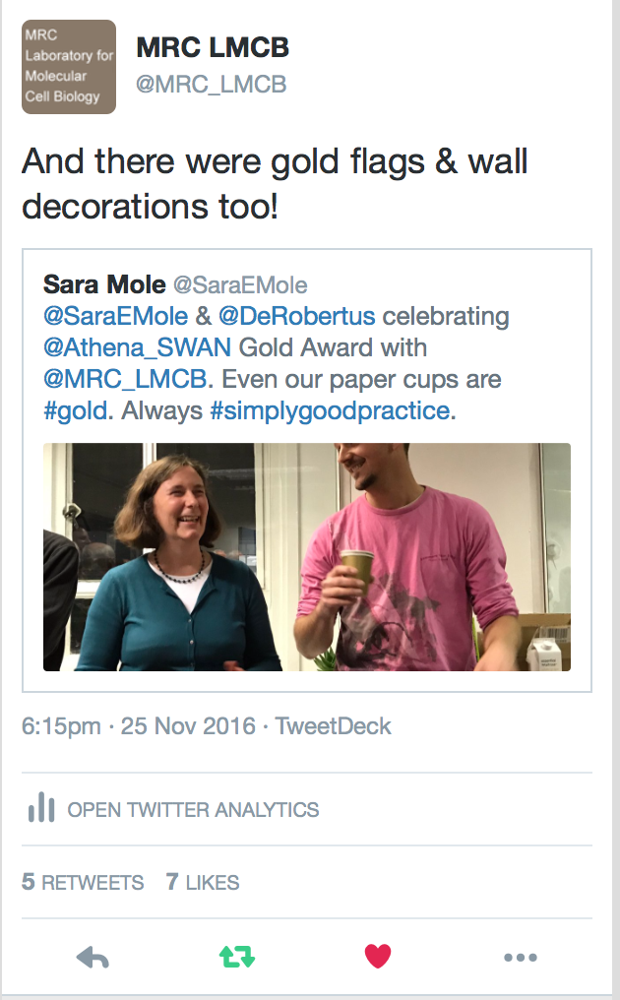 MRC
Laboratory for
Molecular
Cell Biology
MRC LMCB
@MRC_LMCB
And there were gold flags & wall
decorations too!
Sara Mole @SaraEMole
@SaraEMole & @DeRobertus celebrating
@Athena_SWAN Gold Award with
@MRC_LMCB. Even our paper cups are
#gold. Always #simplygoodpractice.
6:15pm · 25 Nov 2016 · TweetDeck
OPEN TWITTER ANALYTICS
5 RETWEETS 7 LIKES